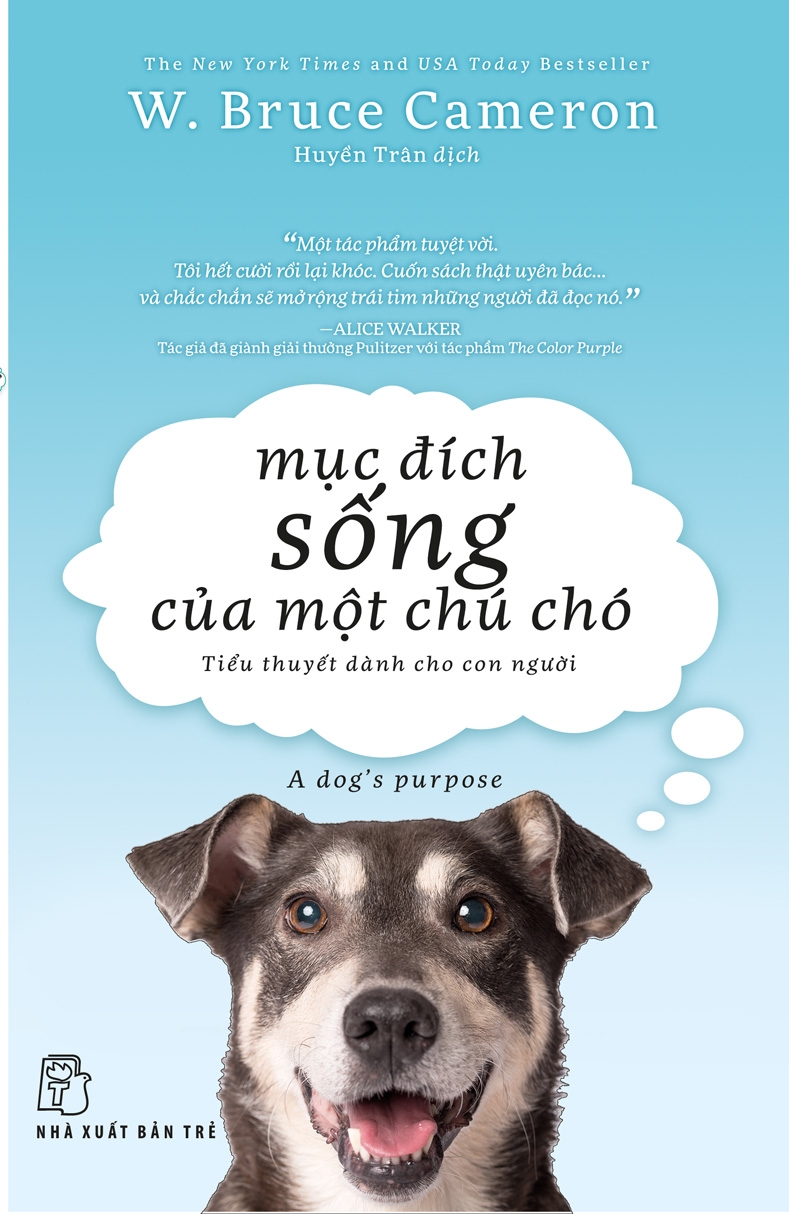 The New York Times and USA Today Bestseller
W. Bruce Cameron
Huyền Trân dịch
“Một tác phẩm tuyệt vời.
Tôi hết cười rồi lại khóc. Cuốn sách thật uyên bác...
và chắc chắn sẽ mở rộng trái tim những người đã đọc nó.”
—ALICE WALKER
Tác giả đã giành giải thưởng Pulitzer với tác phẩm The Color Purple
mục đích
sống
của một chú chó
Tiểu thuyết dành cho con người
A dog’s purpose
T
NHÀ XUẤT BẢN TRẺ